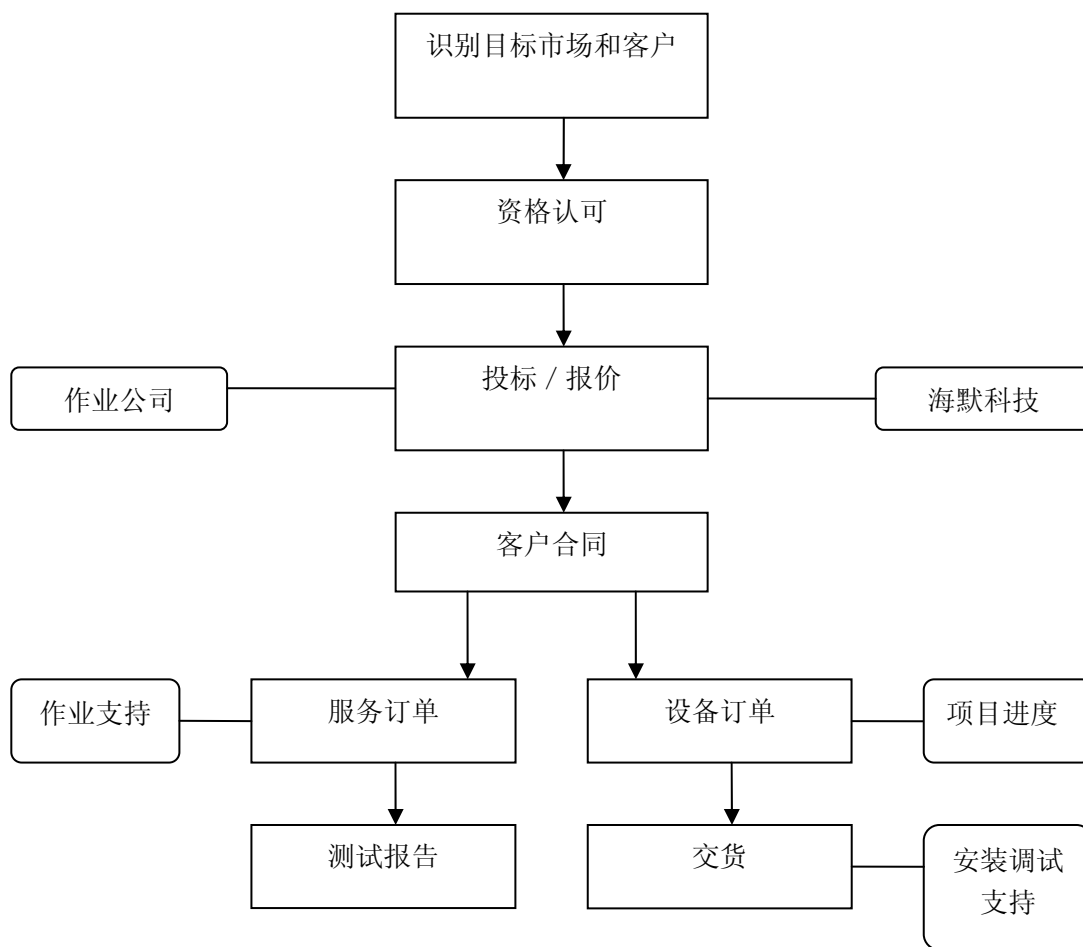 识别目标市场和客户
资格认可
投标／报价
作业公司
海默科技
客户合同
作业支持
服务订单
设备订单
项目进度
测试报告
交货
安装调试
支持